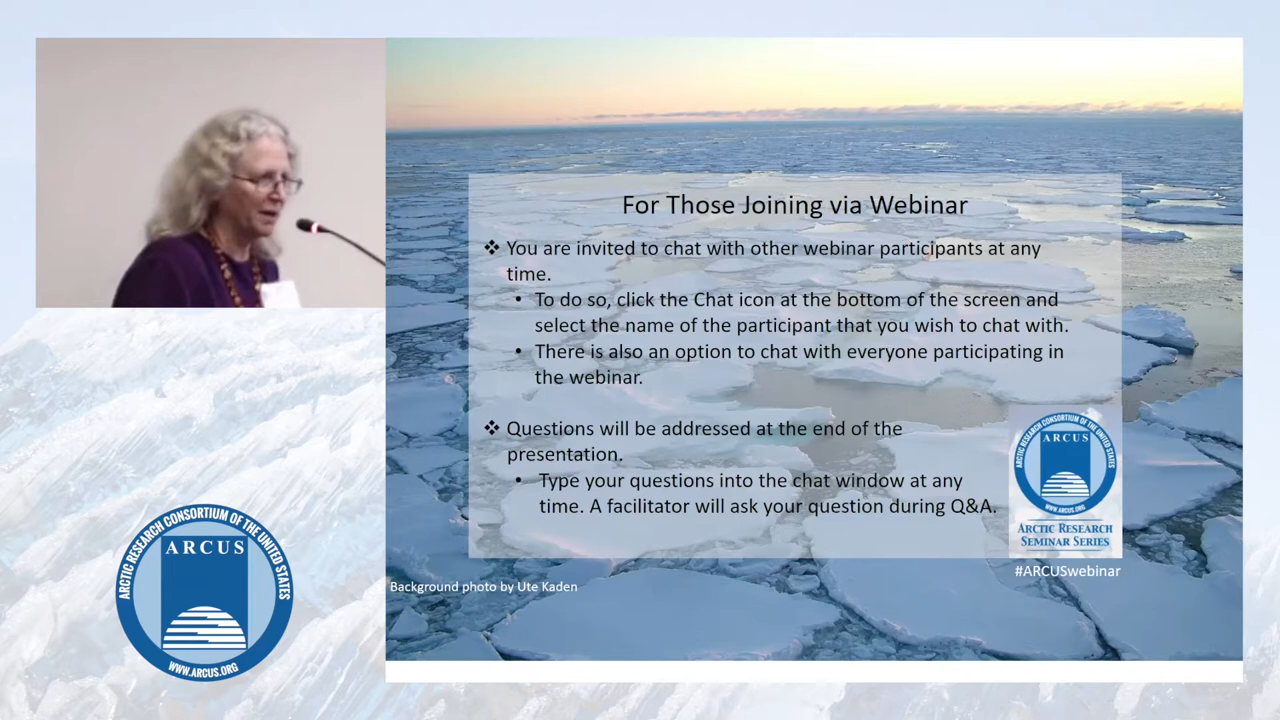 For Those Joining via Webinar
❖ You are invited to chat with other webinar participants at any
time.
• To do so, click the Chat icon at the bottom of the screen and
select the name of the participant that you wish to chat with.
• There is also an option to chat with everyone participating in
the webinar.
❖ Questions will be addressed at the end of the
presentation.
• Type your questions into the chat window at any
time. A facilitator will ask your question during Q&A.
ARCTIC RESEARCH CONSORTIUM OF THE UNITED STATES
ARCUS
WWW.ARCUS.ORG
ARCTIC RESEARCH
SEMINAR SERIES
#ARCUSwebinar
Background photo by Ute Kaden
ARCTIC RESEARCH CONSORTIUM OF THE UNITED STATES
ARCUS
WWW.ARCUS.ORG